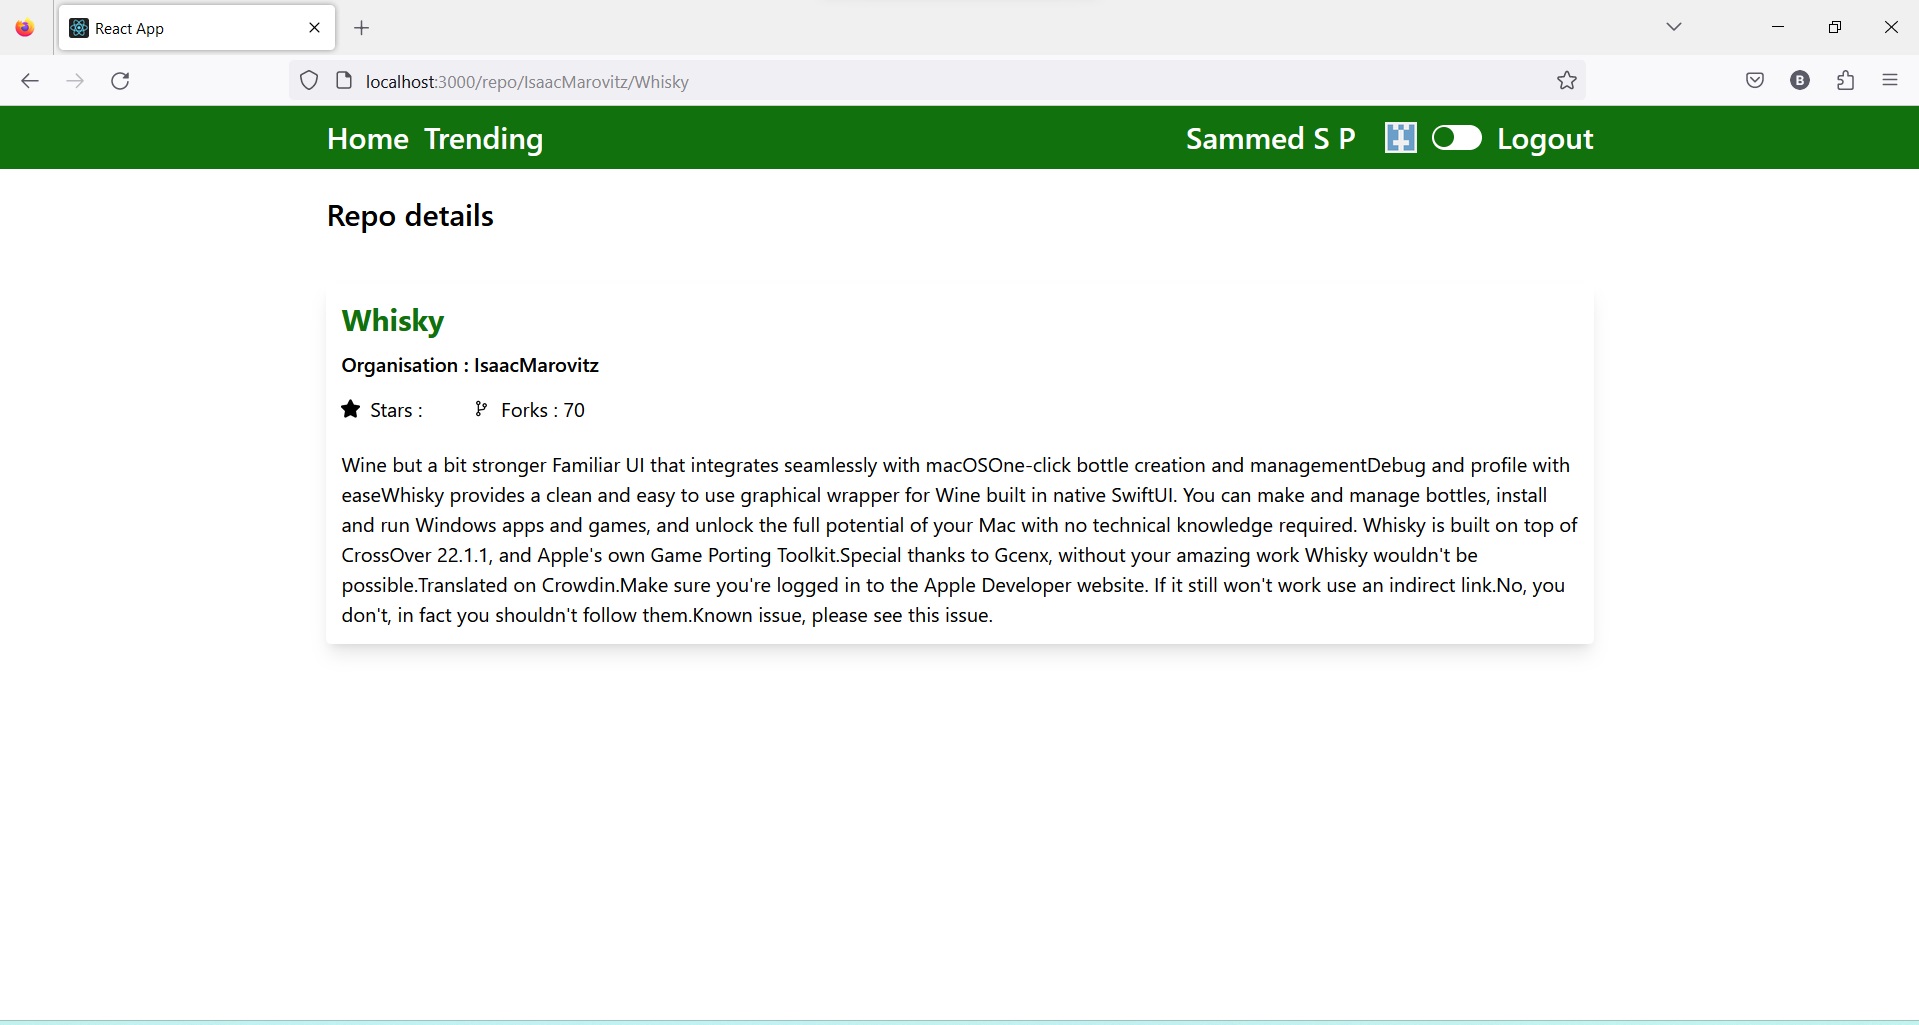 React App
localhost:3000/repo/IsaacMarovitz/Whisky
B
Home Trending
Sammed S P
Logout
Repo details
Whisky
Organisation : IsaacMarovitz
Stars :
Forks : 70
Wine but a bit stronger Familiar UI that integrates seamlessly with macOSOne-click bottle creation and managementDebug and profile with
easeWhisky provides a clean and easy to use graphical wrapper for Wine built in native SwiftUI. You can make and manage bottles, install
and run Windows apps and games, and unlock the full potential of your Mac with no technical knowledge required. Whisky is built on top of
CrossOver 22.1.1, and Apple's own Game Porting Toolkit.Special thanks to Gcenx, without your amazing work Whisky wouldn't be
possible.Translated on Crowdin.Make sure you're logged in to the Apple Developer website. If it still won't work use an indirect link.No, you
don't, in fact you shouldn't follow them.Known issue, please see this issue.